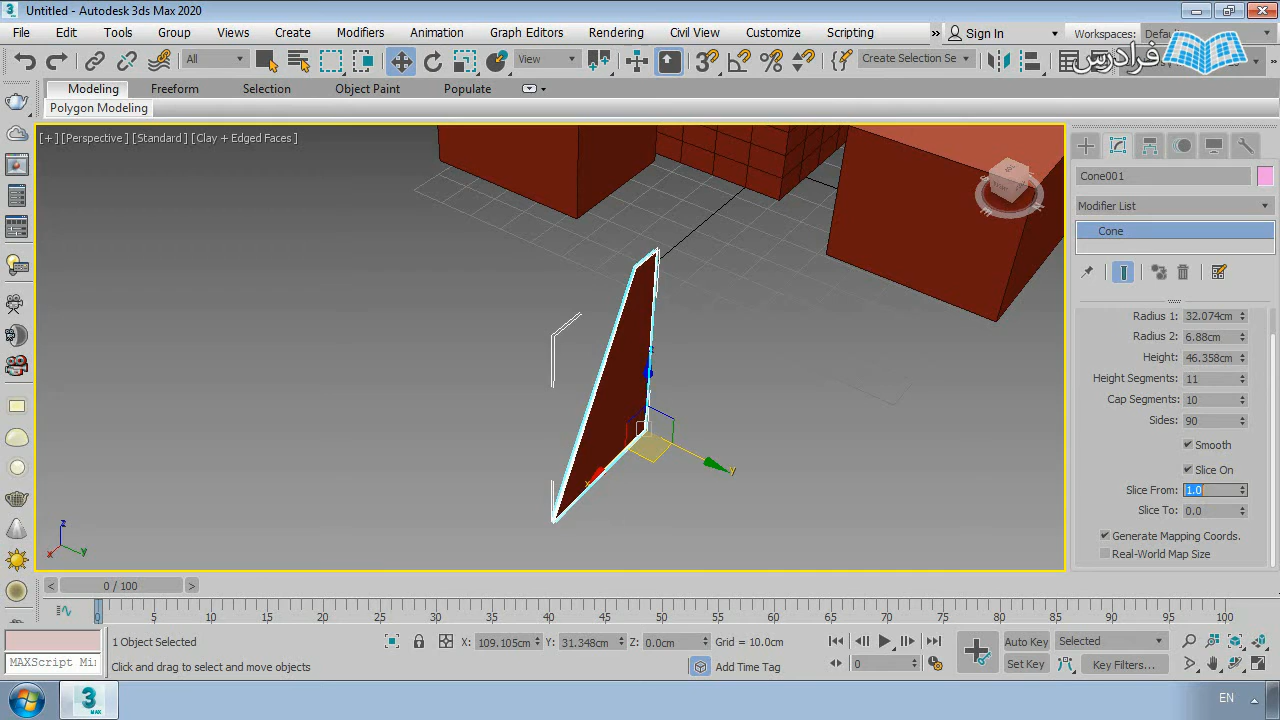 Untitled - Autodesk 3ds Max 2020
File Edit Tools Group Views Create Modifiers Animation Graph Editors Rendering Civil View Customize Scripting » Sign In Workspaces: Defa
All View Create Selection Se
فرادرس
Modeling Freeform Selection Object Paint Populate
Polygon Modeling
[+] [Perspective] [Standard] [Clay + Edged Faces]
Cone001
Modifier List
Cone
Radius 1: 32.074cm
Radius 2: 6.88cm
Height: 46.358cm
Height Segments: 11
Cap Segments: 10
Sides: 90
Smooth
Slice On
Slice From: 1.0
Slice To: 0.0
Generate Mapping Coords.
Real-World Map Size
x
y
z
x
y
< 0 / 100 >
0 5 10 15 20 25 30 35 40 45 50 55 60 65 70 75 80 85 90 95 100
1 Object Selected X: 109.105cm Y: 31.348cm Z: 0.0cm Grid = 10.0cm Auto Key Selected
MAXScript Mi Click and drag to select and move objects Add Time Tag 0 Set Key Key Filters...
3 MAX EN